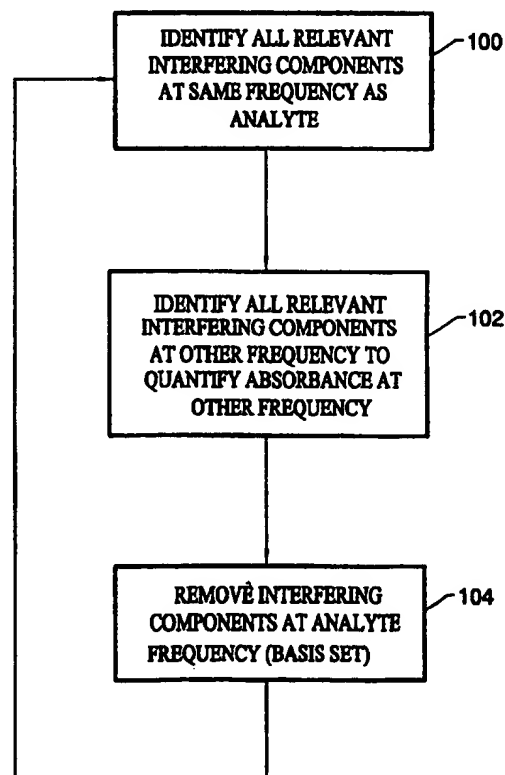 IDENTIFY ALL RELEVANT
INTERFERING COMPONENTS
AT SAME FREQUENCY AS
ANALYTE
100
IDENTIFY ALL RELEVANT
INTERFERING COMPONENTS
AT OTHER FREQUENCY TO
QUANTIFY ABSORBANCE AT
OTHER FREQUENCY
102
REMOVE INTERFERING
COMPONENTS AT ANALYTE
FREQUENCY (BASIS SET)
104